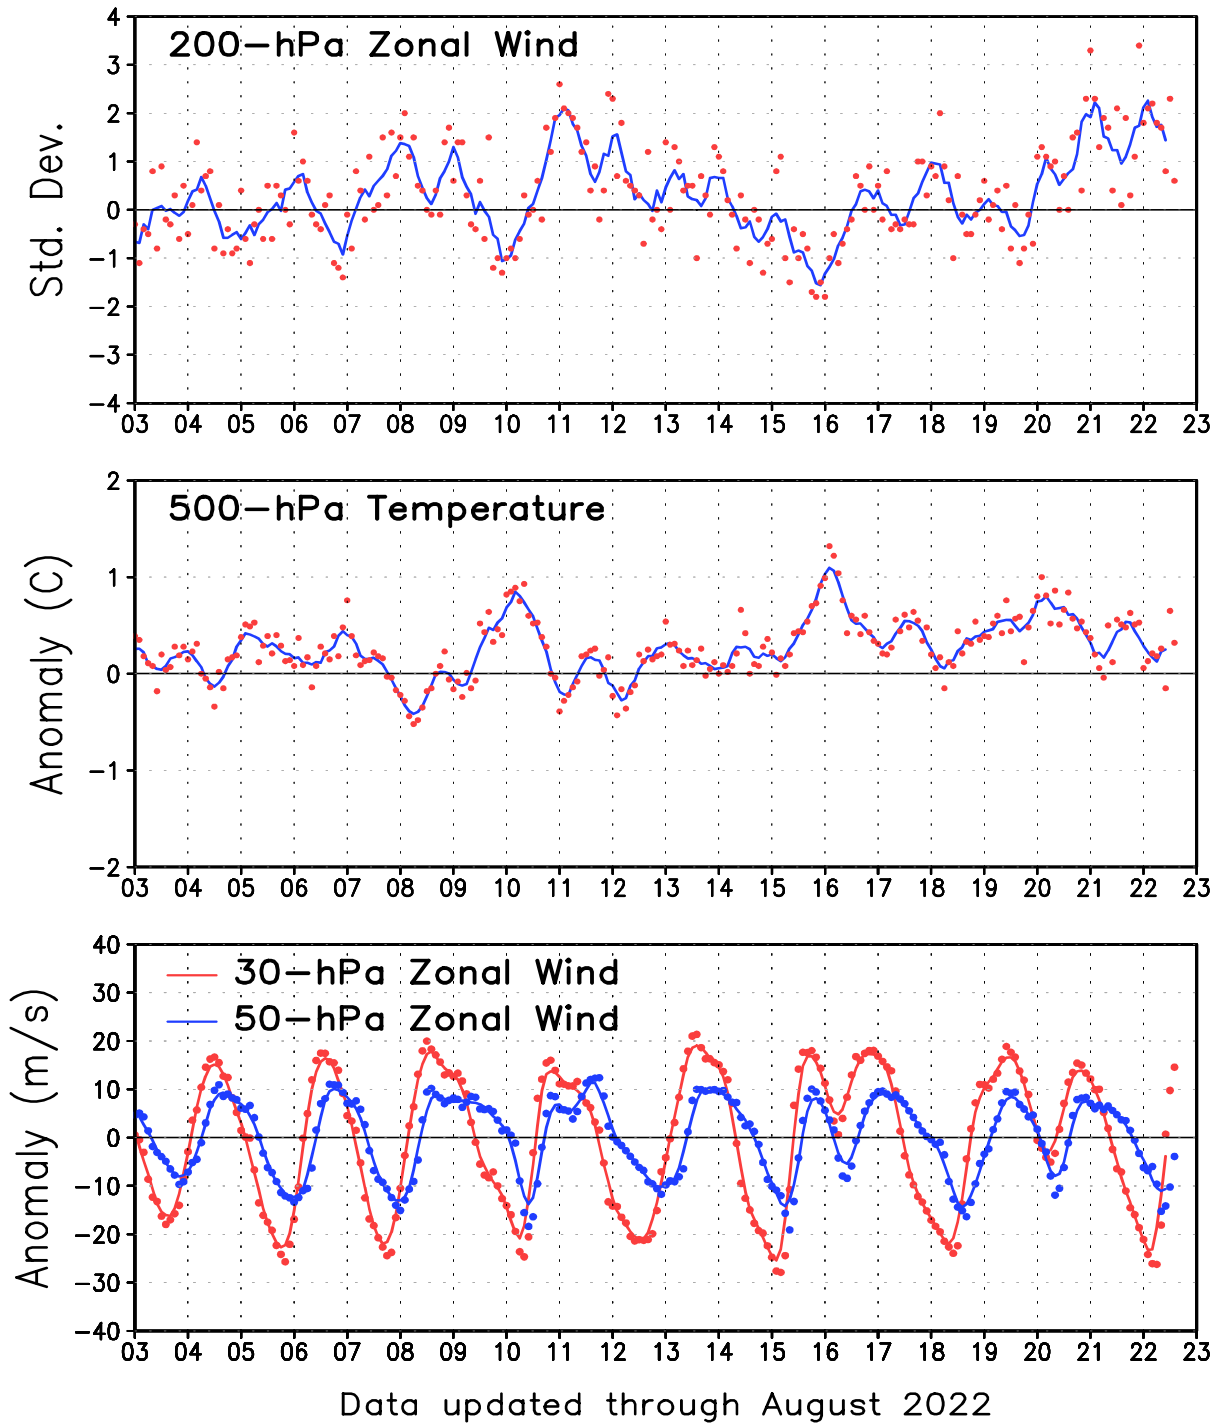 200-hPa Zonal Wind
Std. Dev.
4
3
2
1
0
-1
-2
-3
-4
03 04 05 06 07 08 09 10 11 12 13 14 15 16 17 18 19 20 21 22 23
500-hPa Temperature
Anomaly (C)
2
1
0
-1
-2
03 04 05 06 07 08 09 10 11 12 13 14 15 16 17 18 19 20 21 22 23
30-hPa Zonal Wind
50-hPa Zonal Wind
Anomaly (m/s)
40
30
20
10
0
-10
-20
-30
-40
03 04 05 06 07 08 09 10 11 12 13 14 15 16 17 18 19 20 21 22 23
Data updated through August 2022